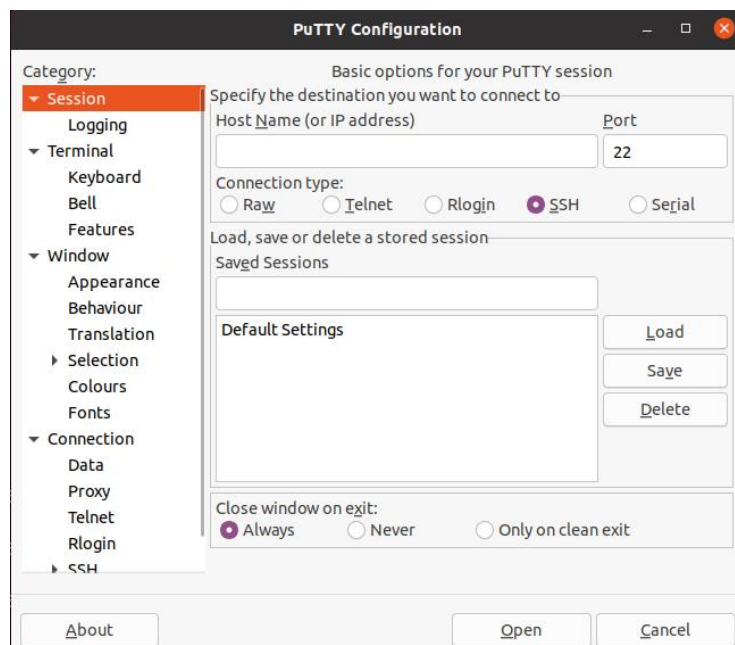 PuTTY Configuration
Category:
Session
Logging
Terminal
Keyboard
Bell
Features
Window
Appearance
Behaviour
Translation
Selection
Colours
Fonts
Connection
Data
Proxy
Telnet
Rlogin
SSH
Basic options for your PuTTY session
Specify the destination you want to connect to
Host Name (or IP address) Port
22
Connection type:
Raw Telnet Rlogin SSH Serial
Load, save or delete a stored session
Saved Sessions
Default Settings
Load
Save
Delete
Close window on exit:
Always Never Only on clean exit
About Open Cancel